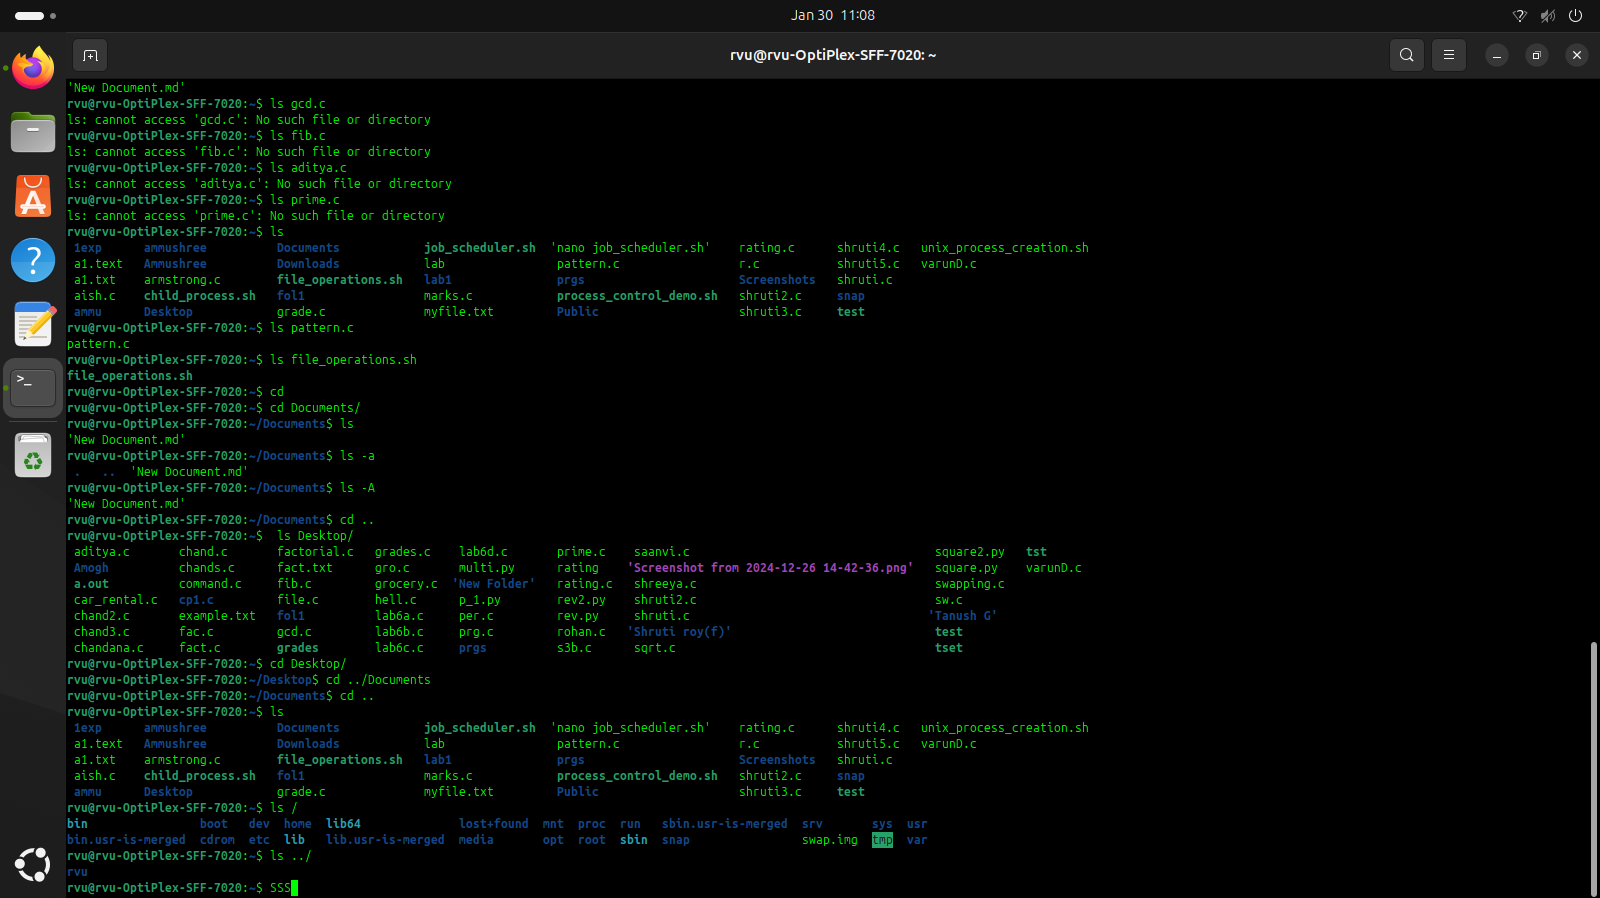 Jan 30 11:08
rvu@rvu-OptiPlex-SFF-7020: ~
'New Document.md'
rvu@rvu-OptiPlex-SFF-7020:~$ ls gcd.c
ls: cannot access 'gcd.c': No such file or directory
rvu@rvu-OptiPlex-SFF-7020:~$ ls fib.c
ls: cannot access 'fib.c': No such file or directory
rvu@rvu-OptiPlex-SFF-7020:~$ ls aditya.c
ls: cannot access 'aditya.c': No such file or directory
rvu@rvu-OptiPlex-SFF-7020:~$ ls prime.c
ls: cannot access 'prime.c': No such file or directory
rvu@rvu-OptiPlex-SFF-7020:~$ ls
1exp ammushree Documents job_scheduler.sh 'nano job_scheduler.sh' rating.c shruti4.c unix_process_creation.sh
a1.text Ammushree Downloads lab pattern.c r.c shruti5.c varunD.c
a1.txt armstrong.c file_operations.sh lab1 prgs Screenshots shruti.c
aish.c child_process.sh fol1 marks.c process_control_demo.sh shruti2.c snap
ammu Desktop grade.c myfile.txt Public shruti3.c test
rvu@rvu-OptiPlex-SFF-7020:~$ ls pattern.c
pattern.c
rvu@rvu-OptiPlex-SFF-7020:~$ ls file_operations.sh
file_operations.sh
rvu@rvu-OptiPlex-SFF-7020:~$ cd
rvu@rvu-OptiPlex-SFF-7020:~$ cd Documents/
rvu@rvu-OptiPlex-SFF-7020:~/Documents$ ls
'New Document.md'
rvu@rvu-OptiPlex-SFF-7020:~/Documents$ ls -a
. .. 'New Document.md'
rvu@rvu-OptiPlex-SFF-7020:~/Documents$ ls -A
'New Document.md'
rvu@rvu-OptiPlex-SFF-7020:~/Documents$ cd ..
rvu@rvu-OptiPlex-SFF-7020:~$  ls Desktop/
aditya.c chand.c factorial.c grades.c lab6d.c prime.c saanvi.c square2.py tst
Amogh chands.c fact.txt gro.c multi.py rating 'Screenshot from 2024-12-26 14-42-36.png' square.py varunD.c
a.out command.c fib.c grocery.c 'New Folder' rating.c shreeya.c swapping.c
car_rental.c cp1.c file.c hell.c p_1.py rev2.py shruti2.c sw.c
chand2.c example.txt fol1 lab6a.c per.c rev.py shruti.c 'Tanush G'
chand3.c fac.c gcd.c lab6b.c prg.c rohan.c 'Shruti roy(f)' test
chandana.c fact.c grades lab6c.c prgs s3b.c sqrt.c tset
rvu@rvu-OptiPlex-SFF-7020:~$ cd Desktop/
rvu@rvu-OptiPlex-SFF-7020:~/Desktop$ cd ../Documents
rvu@rvu-OptiPlex-SFF-7020:~/Documents$ cd ..
rvu@rvu-OptiPlex-SFF-7020:~$ ls
1exp ammushree Documents job_scheduler.sh 'nano job_scheduler.sh' rating.c shruti4.c unix_process_creation.sh
a1.text Ammushree Downloads lab pattern.c r.c shruti5.c varunD.c
a1.txt armstrong.c file_operations.sh lab1 prgs Screenshots shruti.c
aish.c child_process.sh fol1 marks.c process_control_demo.sh shruti2.c snap
ammu Desktop grade.c myfile.txt Public shruti3.c test
rvu@rvu-OptiPlex-SFF-7020:~$ ls /
bin boot dev home lib64 lost+found mnt proc run sbin.usr-is-merged srv sys usr
bin.usr-is-merged cdrom etc lib lib.usr-is-merged media opt root sbin snap swap.img tmp var
rvu@rvu-OptiPlex-SFF-7020:~$ ls ../
rvu
rvu@rvu-OptiPlex-SFF-7020:~$ SSS